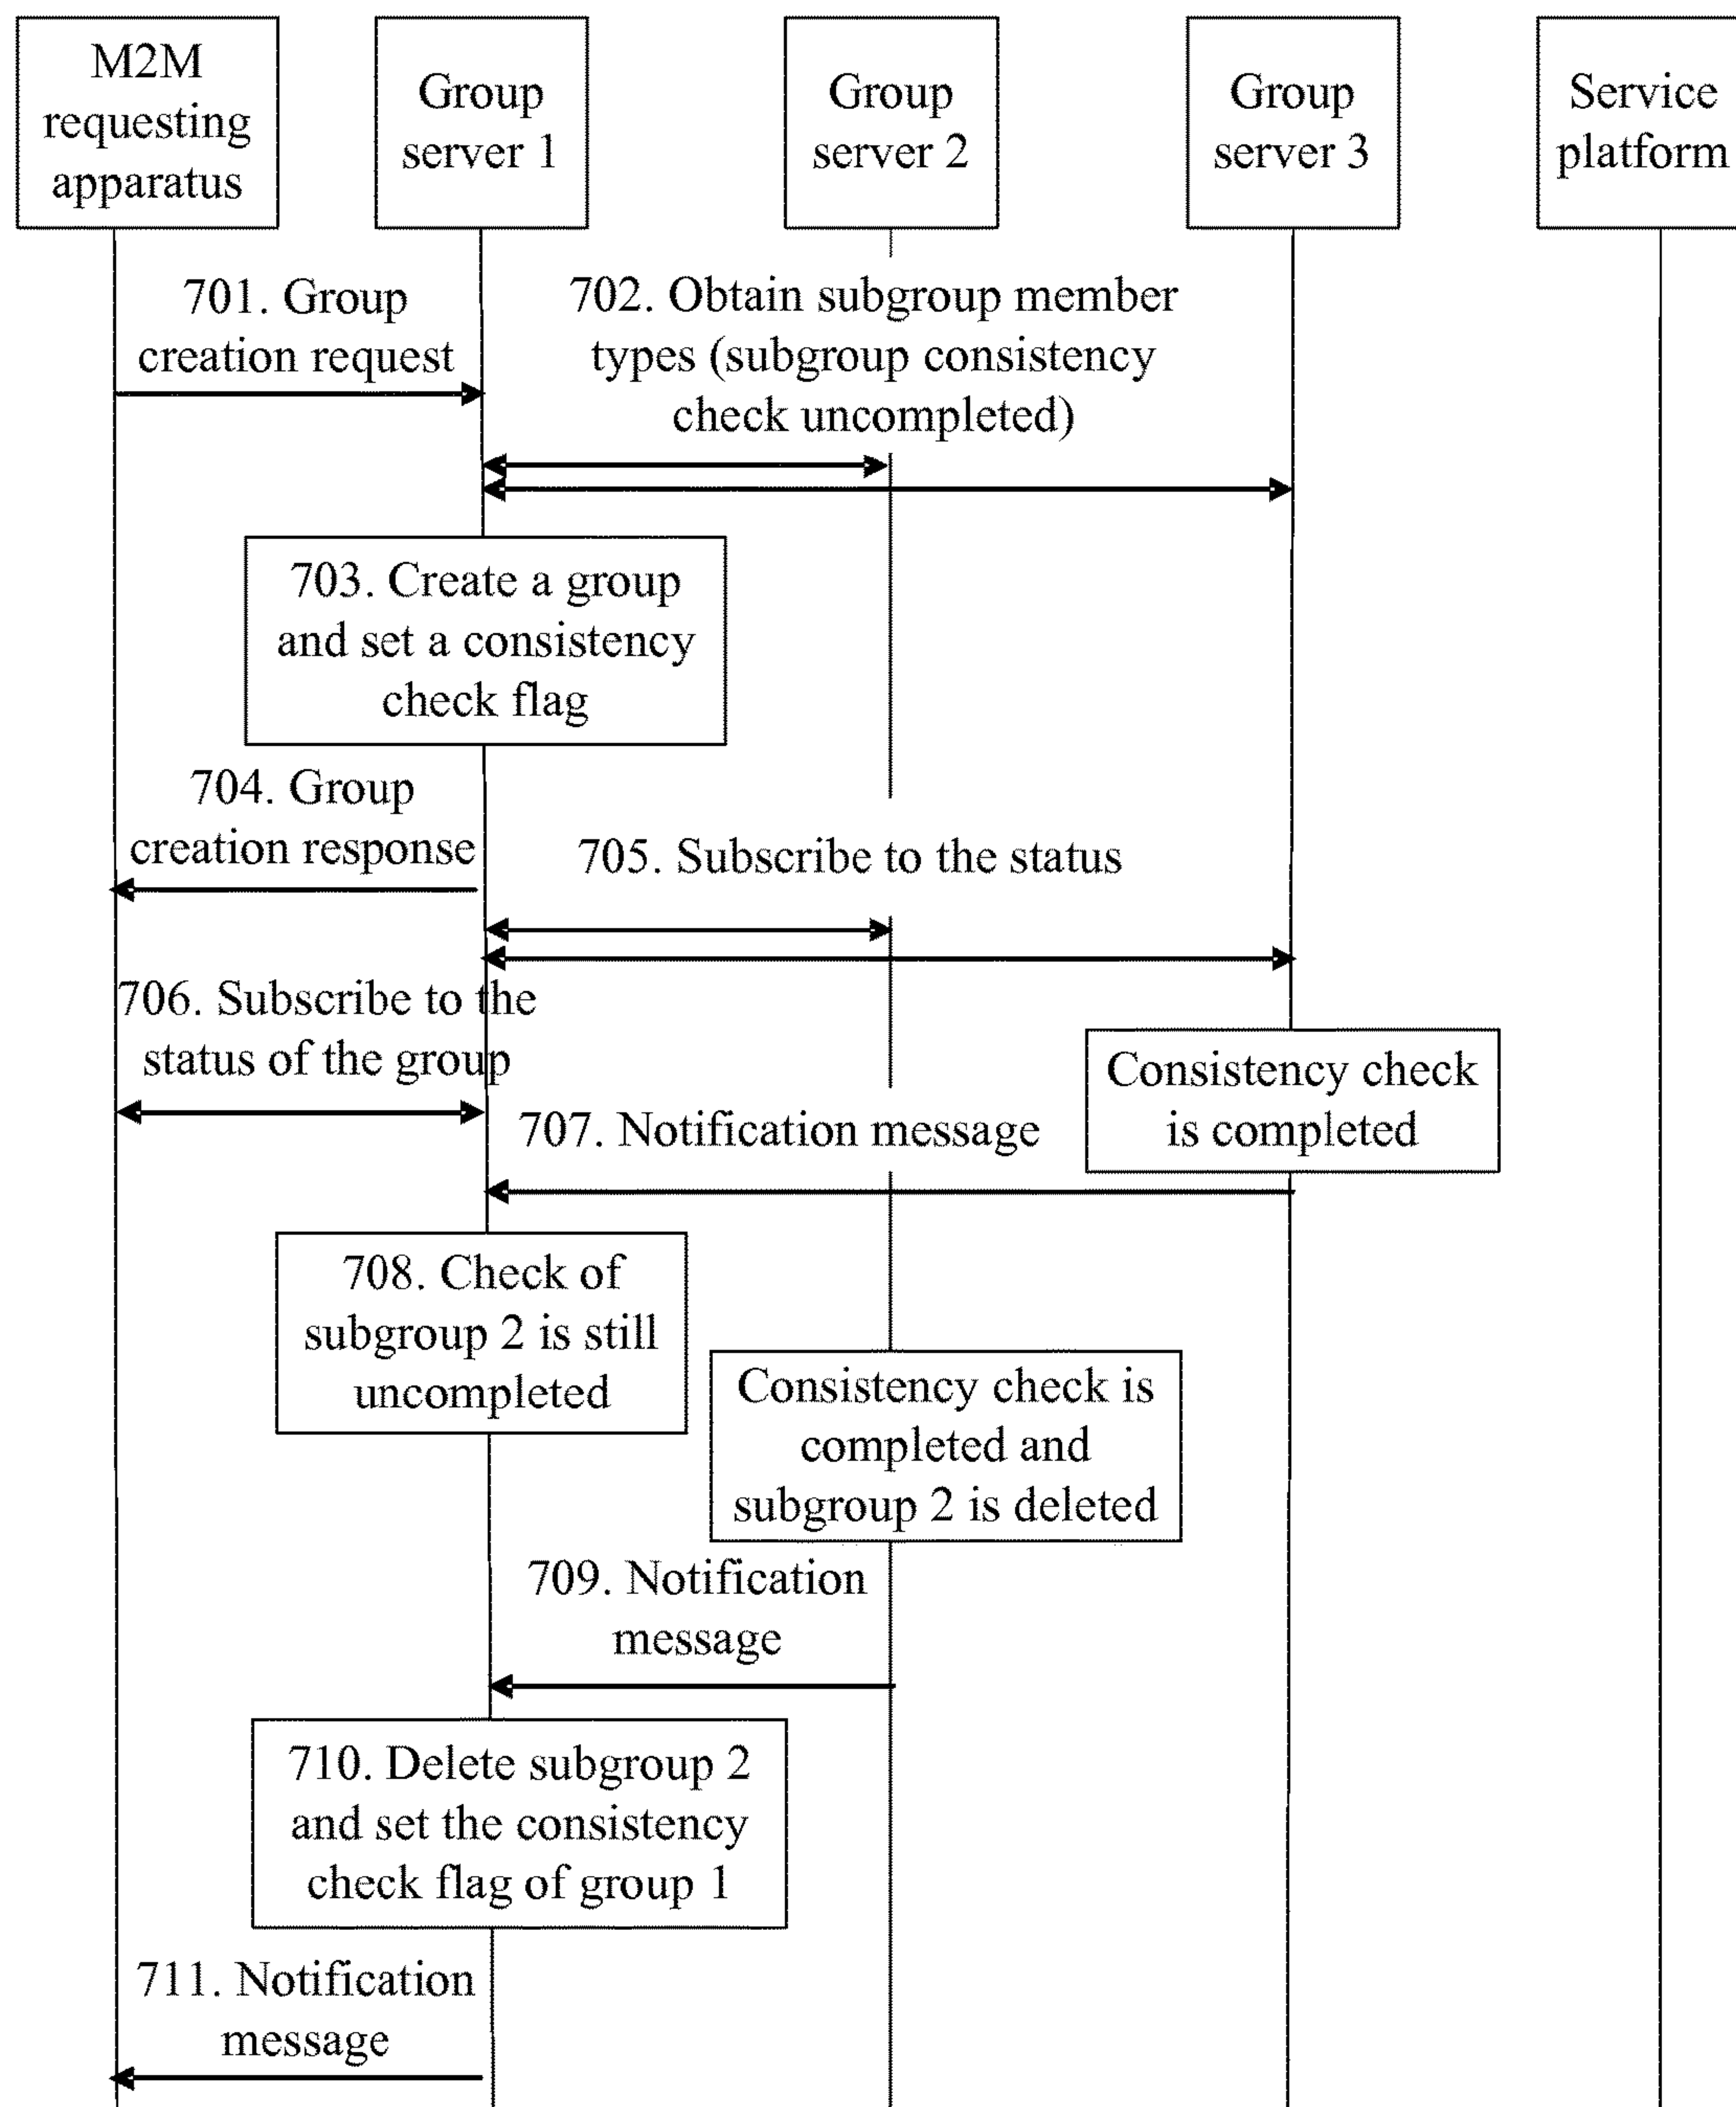 M2M
requesting
apparatus
Group
server 1
Group
server 2
Group
server 3
Service
platform
701. Group
creation request
702. Obtain subgroup member
types (subgroup consistency
check uncompleted)
703. Create a group
and set a consistency
check flag
704. Group
creation response
705. Subscribe to the status
706. Subscribe to the
status of the group
Consistency check
is completed
707. Notification message
708. Check of
subgroup 2 is still
uncompleted
Consistency check is
completed and
subgroup 2 is deleted
709. Notification
message
710. Delete subgroup 2
and set the consistency
check flag of group 1
711. Notification
message